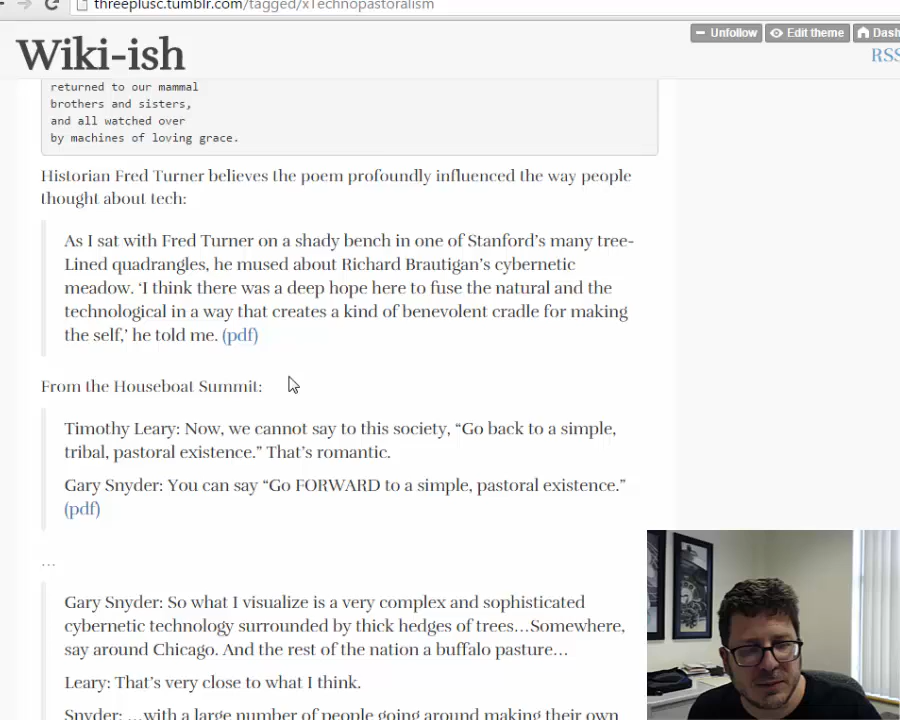 threeplusc.tumblr.com/tagged/xTechnopastoralism
Unfollow Edit theme Dash
Wiki-ish
RSS
returned to our mammal
brothers and sisters,
and all watched over
by machines of loving grace.
Historian Fred Turner believes the poem profoundly influenced the way people
thought about tech:
As I sat with Fred Turner on a shady bench in one of Stanford’s many tree-
Lined quadrangles, he mused about Richard Brautigan’s cybernetic
meadow. ‘I think there was a deep hope here to fuse the natural and the
technological in a way that creates a kind of benevolent cradle for making
the self,’ he told me. (pdf)
From the Houseboat Summit:
Timothy Leary: Now, we cannot say to this society, “Go back to a simple,
tribal, pastoral existence.” That’s romantic.
Gary Snyder: You can say “Go FORWARD to a simple, pastoral existence.”
(pdf)
…
Gary Snyder: So what I visualize is a very complex and sophisticated
cybernetic technology surrounded by thick hedges of trees…Somewhere,
say around Chicago. And the rest of the nation a buffalo pasture…
Leary: That’s very close to what I think.
Snyder: …with a large number of people going around making their own